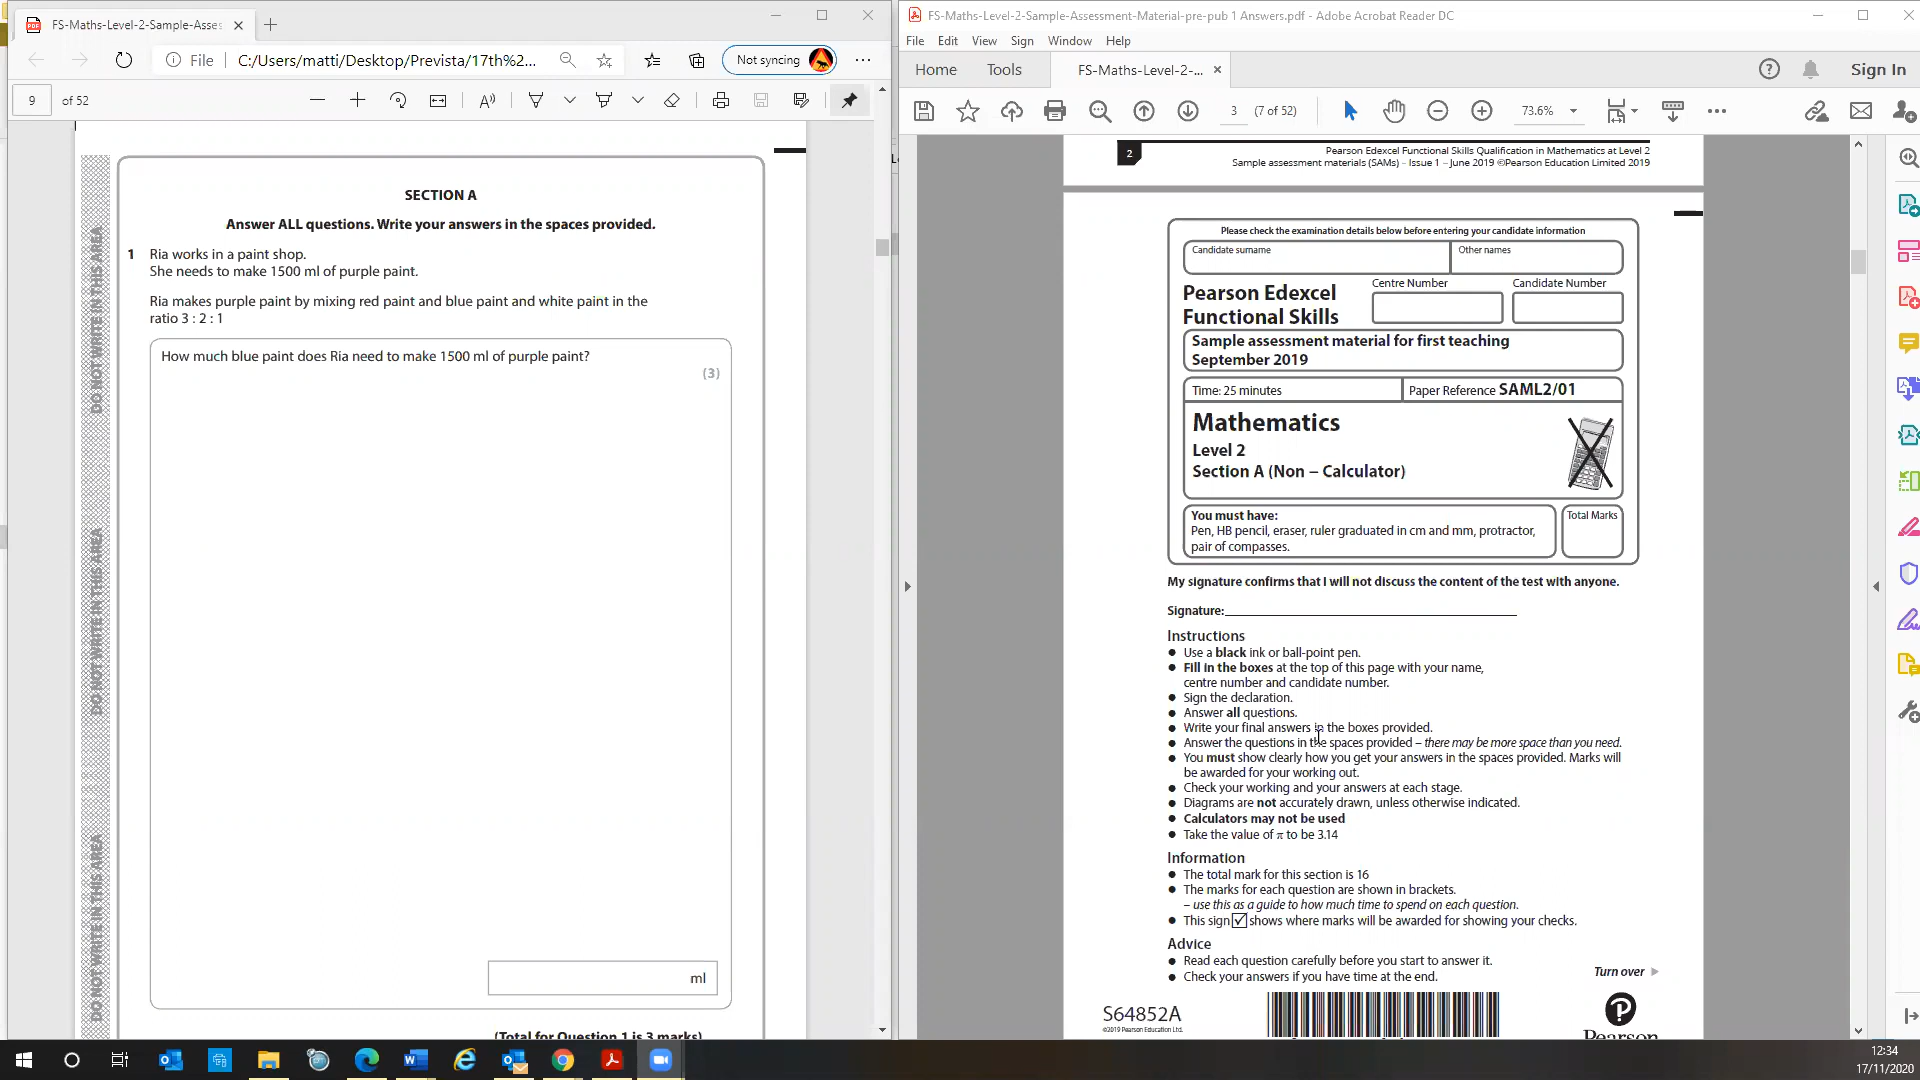 FS-Maths-Level-2-Sample-Asses
File
C:/Users/matti/Desktop/Prevista/17th%2...
Not syncing
9 of 52
SECTION A
Answer ALL questions. Write your answers in the spaces provided.
1 Ria works in a paint shop.
She needs to make 1500 ml of purple paint.
Ria makes purple paint by mixing red paint and blue paint and white paint in the
ratio 3 : 2 : 1
How much blue paint does Ria need to make 1500 ml of purple paint?
(3)
ml
(Total for Question 1 is 3 marks)
DO NOT WRITE IN THIS AREA
DO NOT WRITE IN THIS AREA
DO NOT WRITE IN THIS AREA
FS-Maths-Level-2-Sample-Assessment-Material-pre-pub 1 Answers.pdf - Adobe Acrobat Reader DC
File Edit View Sign Window Help
Home Tools FS-Maths-Level-2-... Sign In
3 (7 of 52) 73.6%
2
Pearson Edexcel Functional Skills Qualification in Mathematics at Level 2
Sample assessment materials (SAMs) – Issue 1 – June 2019 ©Pearson Education Limited 2019
Please check the examination details below before entering your candidate information
Candidate surname Other names
Pearson Edexcel
Functional Skills
Centre Number Candidate Number
Sample assessment material for first teaching
September 2019
Time: 25 minutes Paper Reference SAML2/01
Mathematics
Level 2
Section A (Non – Calculator)
You must have:
Pen, HB pencil, eraser, ruler graduated in cm and mm, protractor,
pair of compasses.
Total Marks
My signature confirms that I will not discuss the content of the test with anyone.
Signature:
Instructions
● Use a black ink or ball-point pen.
● Fill in the boxes at the top of this page with your name,
centre number and candidate number.
● Sign the declaration.
● Answer all questions.
● Write your final answers in the boxes provided.
● Answer the questions in the spaces provided – there may be more space than you need.
● You must show clearly how you get your answers in the spaces provided. Marks will
be awarded for your working out.
● Check your working and your answers at each stage.
● Diagrams are not accurately drawn, unless otherwise indicated.
● Calculators may not be used
● Take the value of π to be 3.14
Information
● The total mark for this section is 16
● The marks for each question are shown in brackets.
– use this as a guide to how much time to spend on each question.
● This sign ☑ shows where marks will be awarded for showing your checks.
Advice
● Read each question carefully before you start to answer it.
● Check your answers if you have time at the end.
Turn over
S64852A
©2019 Pearson Education Ltd.
Pearson
12:34
17/11/2020